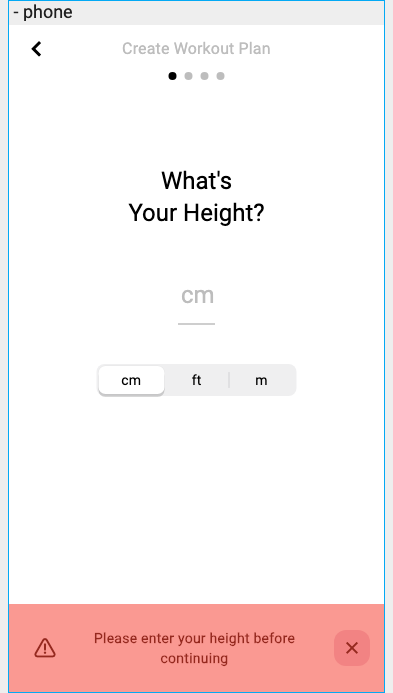 - phone
Create Workout Plan
What's
Your Height?
cm
cm ft m
Please enter your height before
continuing